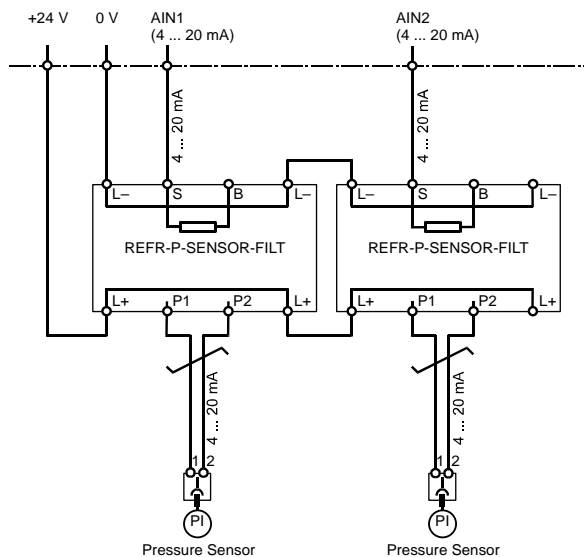 +24 V 0 V AIN1 AIN2
(4 ... 20 mA) (4 ... 20 mA)
4 ... 20 mA 4 ... 20 mA
L– S B L– L– S B L–
REFR-P-SENSOR-FILT REFR-P-SENSOR-FILT
L+ P1 P2 L+ L+ P1 P2 L+
4 ... 20 mA 4 ... 20 mA
1 2 1 2
PI PI
Pressure Sensor Pressure Sensor